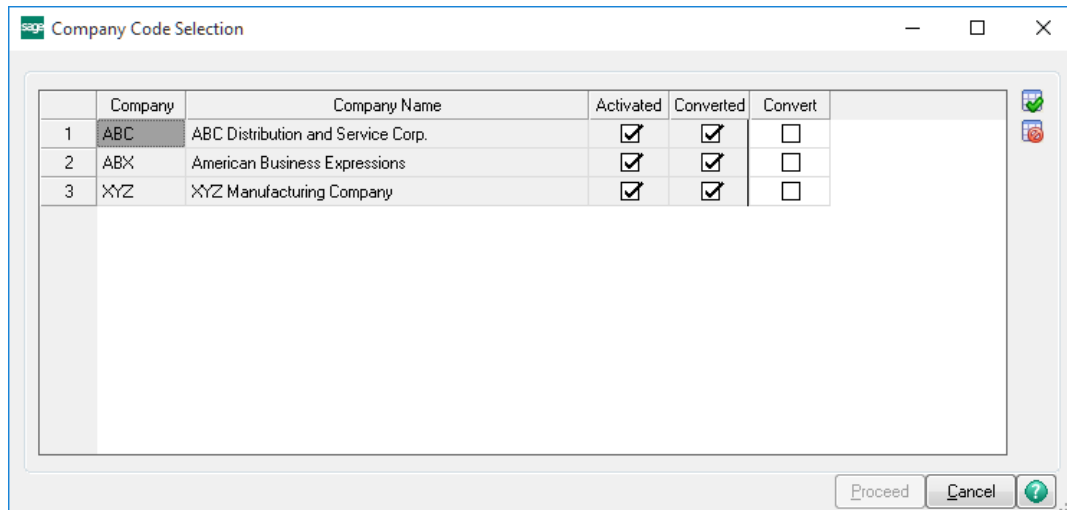 sage Company Code Selection
Company Company Name Activated Converted Convert
1 ABC ABC Distribution and Service Corp.
2 ABX American Business Expressions
3 XYZ XYZ Manufacturing Company
Proceed Cancel ?